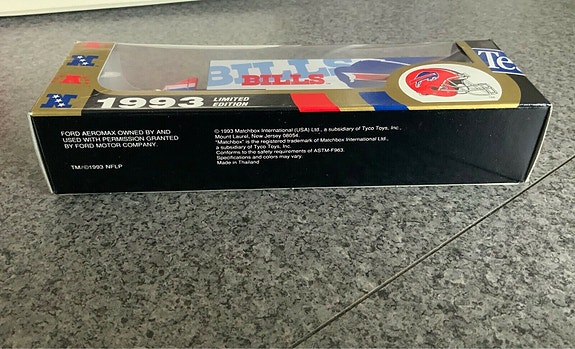 A
N
A
N
BILLS
BILLS
Te
1993 LIMITED
EDITION
FORD AEROMAX OWNED BY AND
USED WITH PERMISSION GRANTED
BY FORD MOTOR COMPANY.
TM/©1993 NFLP
© 1993 Matchbox International (USA) Ltd., a subsidiary of Tyco Toys, Inc.,
Mount Laurel, New Jersey 08054.
"Matchbox" is the registered trademark of Matchbox International Ltd.,
a subsidiary of Tyco Toys, Inc.
Conforms to the safety requirements of ASTM-F963.
Specifications and colors may vary.
Made in Thailand